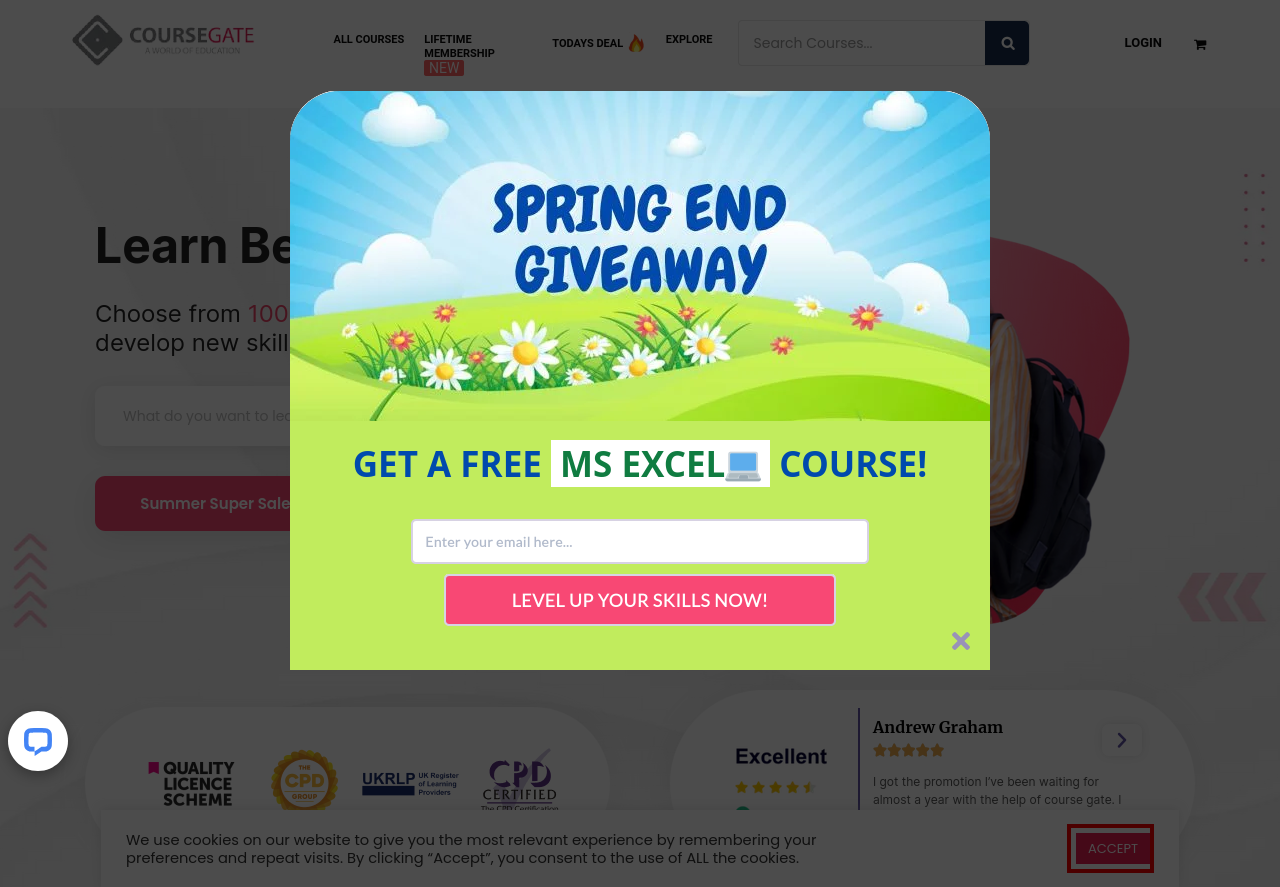 COURSEGATE
A WORLD OF EDUCATION
ALL COURSES
LIFETIME
MEMBERSHIP
NEW
TODAYS DEAL
EXPLORE
Search Courses...
LOGIN
SPRING END
GIVEAWAY
Learn Be
Choose from 100
develop new skill
What do you want to lea
Summer Super Sale
GET A FREE MS EXCEL COURSE!
Enter your email here...
LEVEL UP YOUR SKILLS NOW!
QUALITY
LICENCE
SCHEME
THE
CPD
GROUP
UKRLP UK Register
of Learning
Providers
CPD
CERTIFIED
The CPD Certification
Excellent
Andrew Graham
I got the promotion I've been waiting for
almost a year with the help of course gate. I
We use cookies on our website to give you the most relevant experience by remembering your
preferences and repeat visits. By clicking “Accept”, you consent to the use of ALL the cookies.
ACCEPT